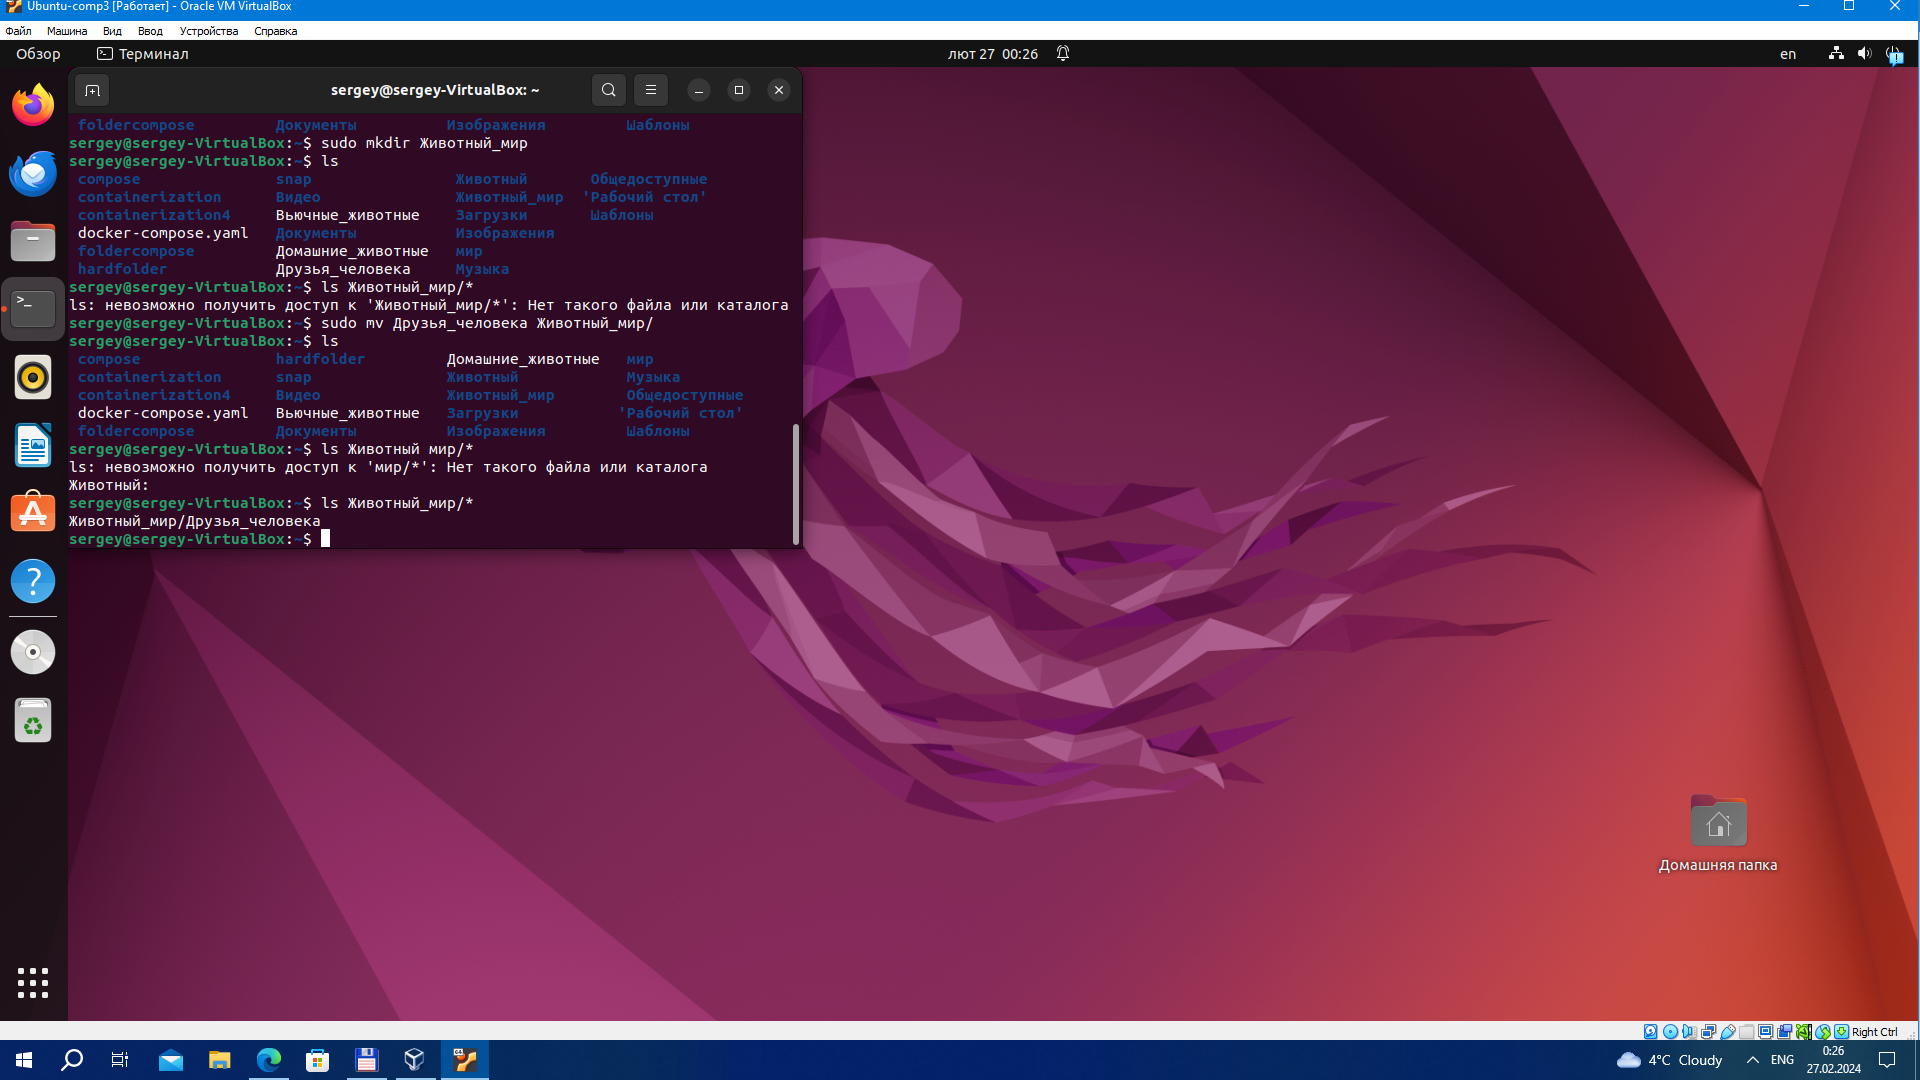 Ubuntu-comp3 [Работает] - Oracle VM VirtualBox
Файл Машина Вид Ввод Устройства Справка
Обзор Терминал лют 27 00:26 en
sergey@sergey-VirtualBox: ~
foldercompose Документы Изображения Шаблоны
sergey@sergey-VirtualBox:~$ sudo mkdir Животный_мир
sergey@sergey-VirtualBox:~$ ls
compose snap Животный Общедоступные
containerization Видео Животный_мир 'Рабочий стол'
containerization4 Вьючные_животные Загрузки Шаблоны
docker-compose.yaml Документы Изображения
foldercompose Домашние_животные мир
hardfolder Друзья_человека Музыка
sergey@sergey-VirtualBox:~$ ls Животный_мир/*
ls: невозможно получить доступ к 'Животный_мир/*': Нет такого файла или каталога
sergey@sergey-VirtualBox:~$ sudo mv Друзья_человека Животный_мир/
sergey@sergey-VirtualBox:~$ ls
compose hardfolder Домашние_животные мир
containerization snap Животный Музыка
containerization4 Видео Животный_мир Общедоступные
docker-compose.yaml Вьючные_животные Загрузки 'Рабочий стол'
foldercompose Документы Изображения Шаблоны
sergey@sergey-VirtualBox:~$ ls Животный мир/*
ls: невозможно получить доступ к 'мир/*': Нет такого файла или каталога
Животный:
sergey@sergey-VirtualBox:~$ ls Животный_мир/*
Животный_мир/Друзья_человека
sergey@sergey-VirtualBox:~$
Домашняя папка
Right Ctrl
4°C Cloudy ENG 0:26
27.02.2024